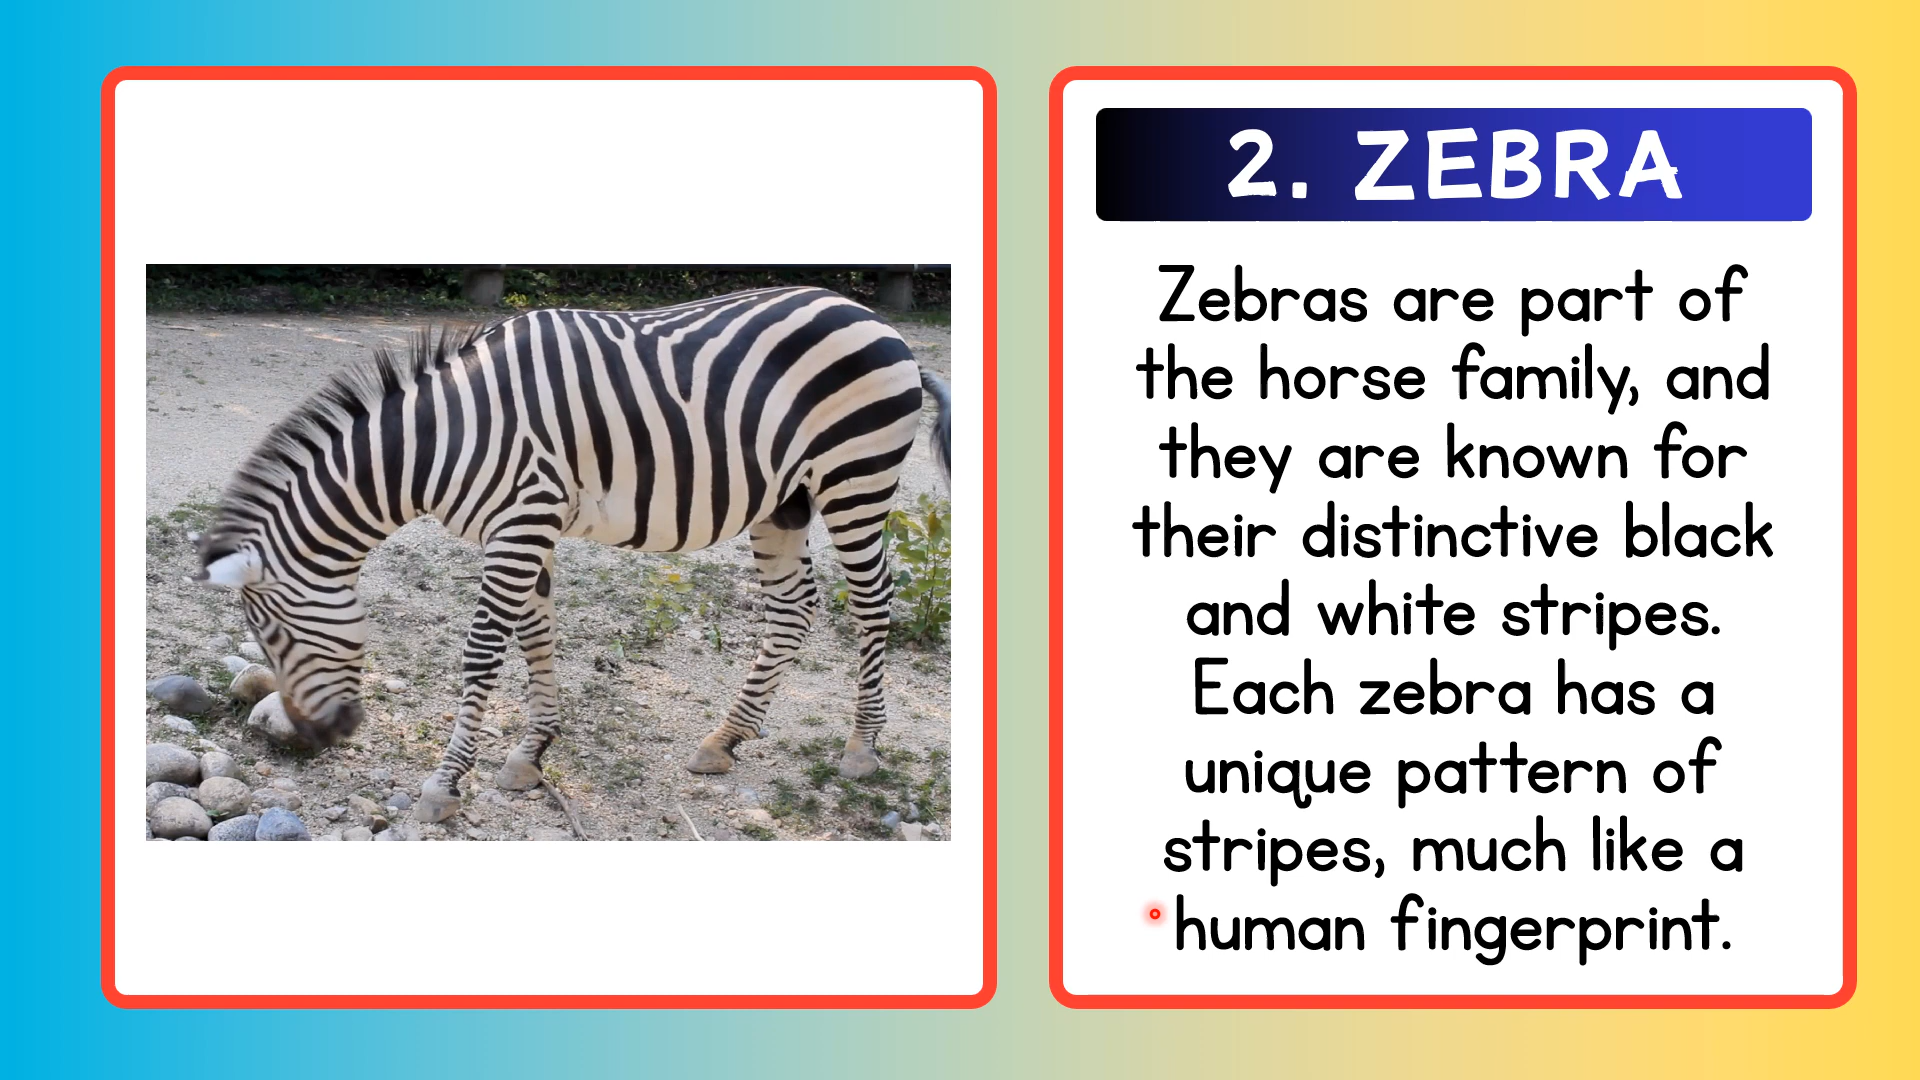 2. ZEBRA
Zebras are part of
the horse family, and
they are known for
their distinctive black
and white stripes.
Each zebra has a
unique pattern of
stripes, much like a
human fingerprint.